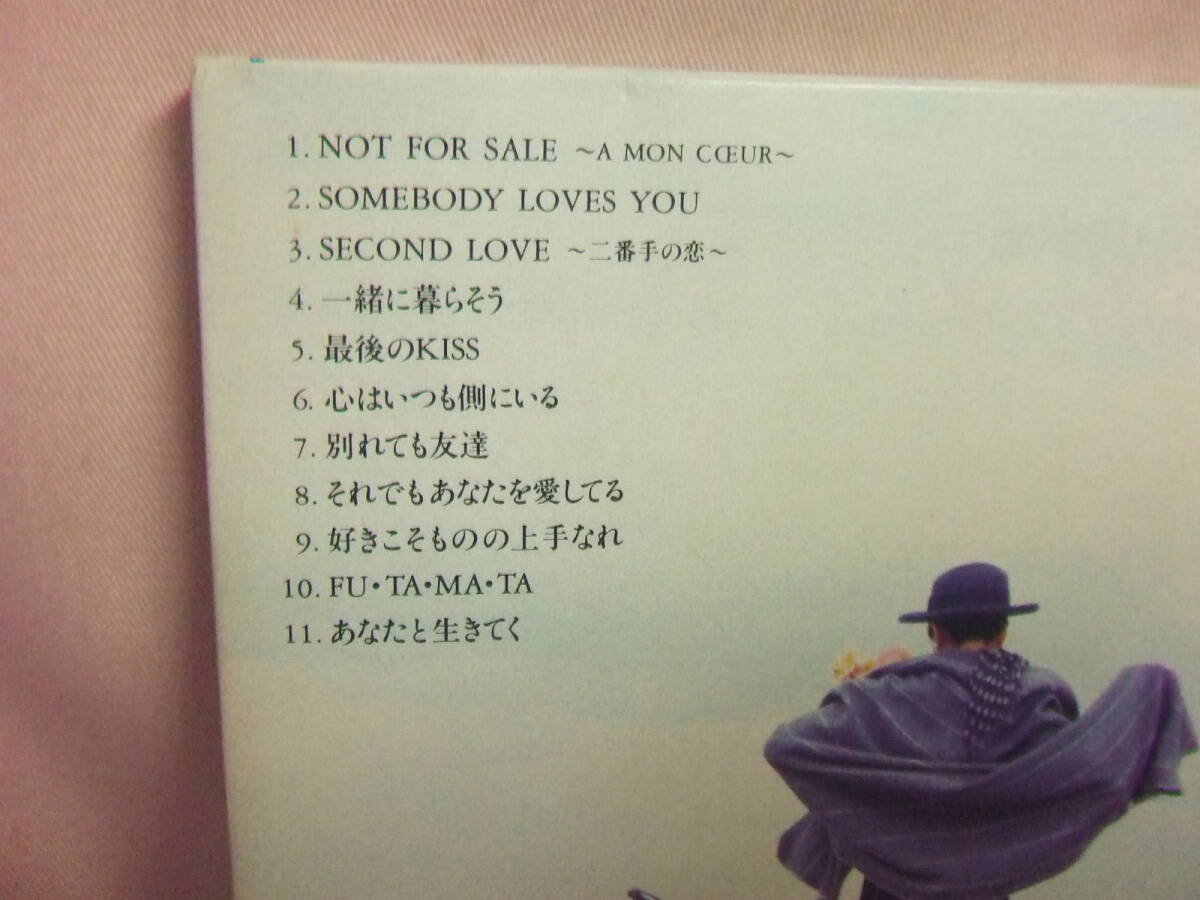 1. NOT FOR SALE ～A MON CŒUR～
2. SOMEBODY LOVES YOU
3. SECOND LOVE ～二番手の恋～
4. 一緒に暮らそう
5. 最後のKISS
6. 心はいつも側にいる
7. 別れても友達
8. それでもあなたを愛してる
9. 好きこそものの上手なれ
10. FU・TA・MA・TA
11. あなたと生きてく